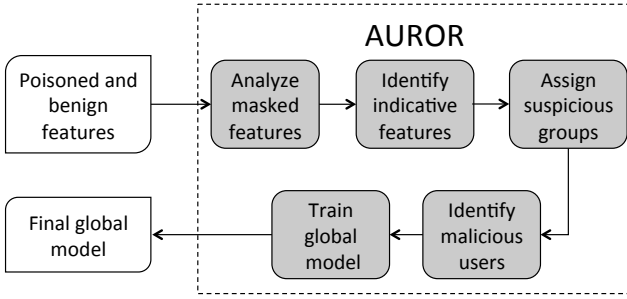 AUROR
Poisoned and
benign
features
Analyze
masked
features
Identify
indicative
features
Assign
suspicious
groups
Identify
malicious
users
Train
global
model
Final global
model